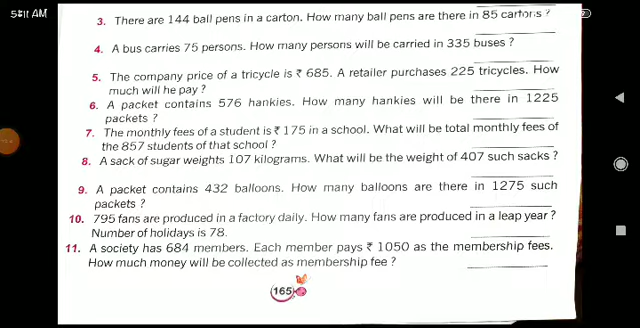 5:11 AM
3. There are 144 ball pens in a carton. How many ball pens are there in 85 cartons ?
4. A bus carries 75 persons. How many persons will be carried in 335 buses ?
5. The company price of a tricycle is ₹ 685. A retailer purchases 225 tricycles. How
much will he pay ?
6. A packet contains 576 hankies. How many hankies will be there in 1225
packets ?
7. The monthly fees of a student is ₹ 175 in a school. What will be total monthly fees of
the 857 students of that school ?
8. A sack of sugar weights 107 kilograms. What will be the weight of 407 such sacks ?
9. A packet contains 432 balloons. How many balloons are there in 1275 such
packets ?
10. 795 fans are produced in a factory daily. How many fans are produced in a leap year ?
Number of holidays is 78.
11. A society has 684 members. Each member pays ₹ 1050 as the membership fees.
How much money will be collected as membership fee ?
165